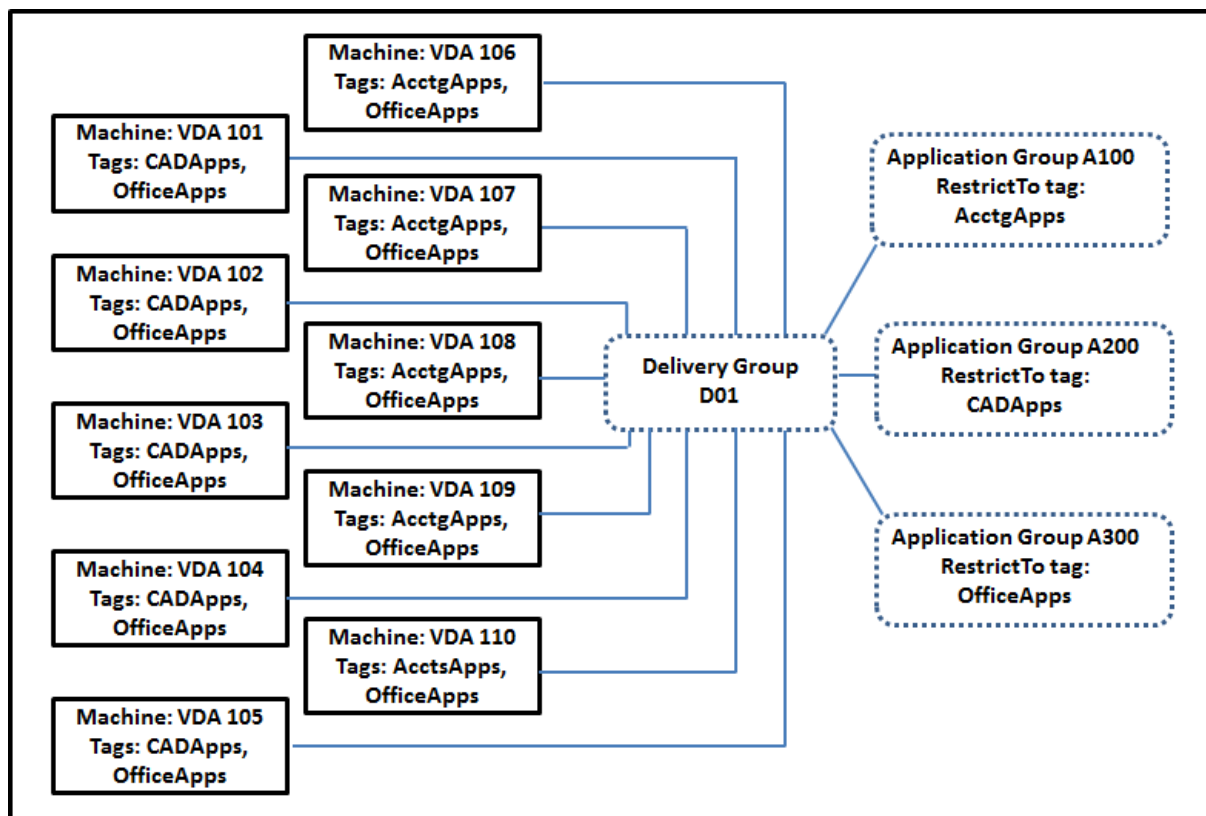 Machine: VDA 106
Tags: AcctgApps,
OfficeApps
Machine: VDA 101
Tags: CADApps,
OfficeApps
Machine: VDA 107
Tags: AcctgApps,
OfficeApps
Machine: VDA 102
Tags: CADApps,
OfficeApps
Machine: VDA 108
Tags: AcctgApps,
OfficeApps
Machine: VDA 103
Tags: CADApps,
OfficeApps
Machine: VDA 109
Tags: AcctgApps,
OfficeApps
Machine: VDA 104
Tags: CADApps,
OfficeApps
Machine: VDA 110
Tags: AcctsApps,
OfficeApps
Machine: VDA 105
Tags: CADApps,
OfficeApps
Delivery Group
D01
Application Group A100
RestrictTo tag:
AcctgApps
Application Group A200
RestrictTo tag:
CADApps
Application Group A300
RestrictTo tag:
OfficeApps